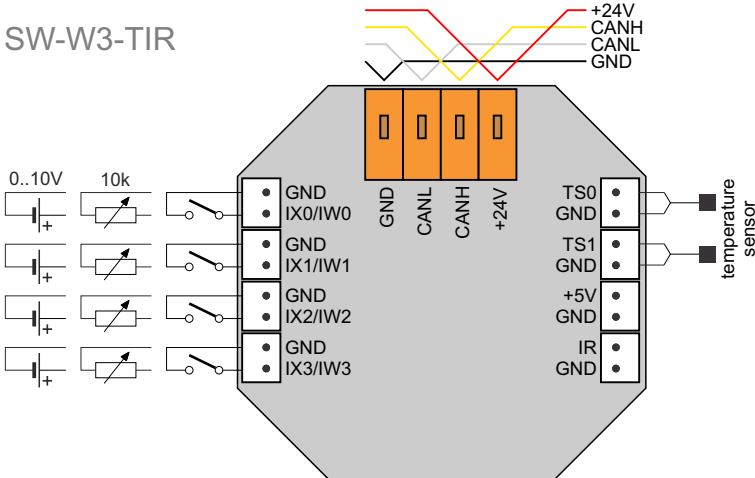 SW-W3-TIR
+24V
CANH
CANL
GND
GND
CANL
CANH
+24V
0..10V
10k
GND
IX0/IW0
+
GND
IX1/IW1
+
GND
IX2/IW2
+
GND
IX3/IW3
+
TS0
GND
TS1
GND
+5V
GND
IR
GND
temperature
sensor